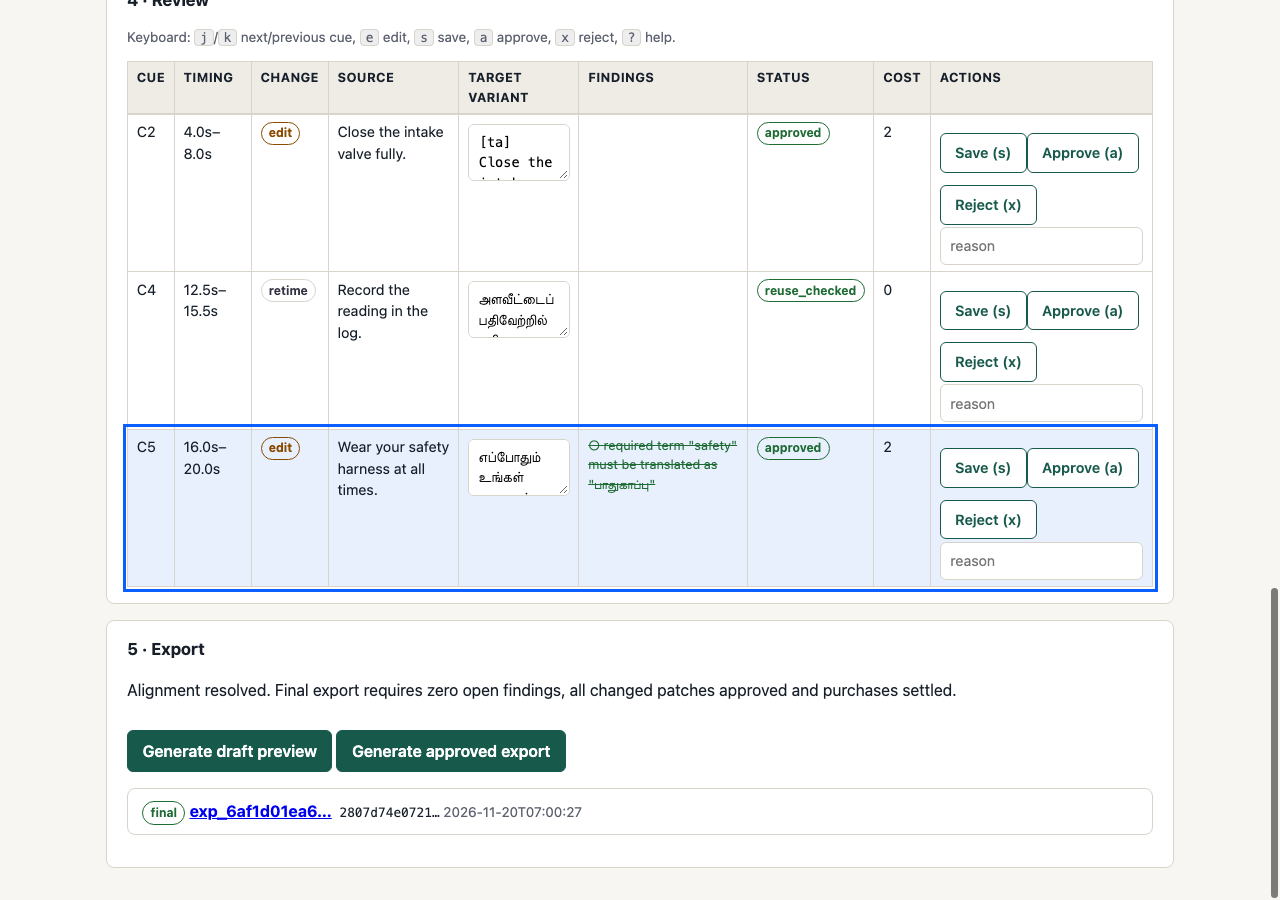 4 · Review
Keyboard: j/k next/previous cue, e edit, s save, a approve, x reject, ? help.
CUE TIMING CHANGE SOURCE TARGET VARIANT FINDINGS STATUS COST ACTIONS
C2
4.0s–
8.0s
edit
Close the intake
valve fully.
[ta]
Close the
approved
2
Save (s) Approve (a)
Reject (x)
reason
C4
12.5s–
15.5s
retime
Record the
reading in the
log.
அளவீட்டைப்
பதிவேற்றில்
reuse_checked
0
Save (s) Approve (a)
Reject (x)
reason
C5
16.0s–
20.0s
edit
Wear your safety
harness at all
times.
எப்போதும்
உங்கள்
required term "safety"
must be translated as
"பாதுகாப்பு"
approved
2
Save (s) Approve (a)
Reject (x)
reason
5 · Export
Alignment resolved. Final export requires zero open findings, all changed patches approved and purchases settled.
Generate draft preview Generate approved export
final exp_6af1d01ea6... 2807d74e0721… 2026-11-20T07:00:27